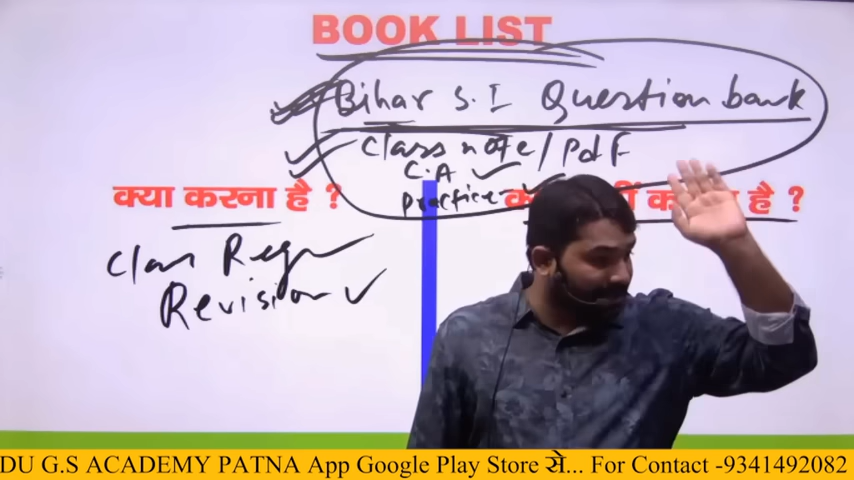 BOOK LIST
Bihar S.I Question bank
Class note/Pdf
C.A
Practice
क्या करना है ?
है ?
Class Regu
Revision
DU G.S ACADEMY PATNA App Google Play Store से... For Contact -9341492082